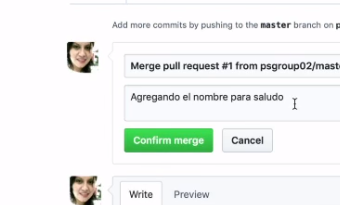 Add more commits by pushing to the master branch on
Merge pull request #1 from psgroup02/
Agregando el nombre para saludo
Confirm merge
Cancel
Write
Preview